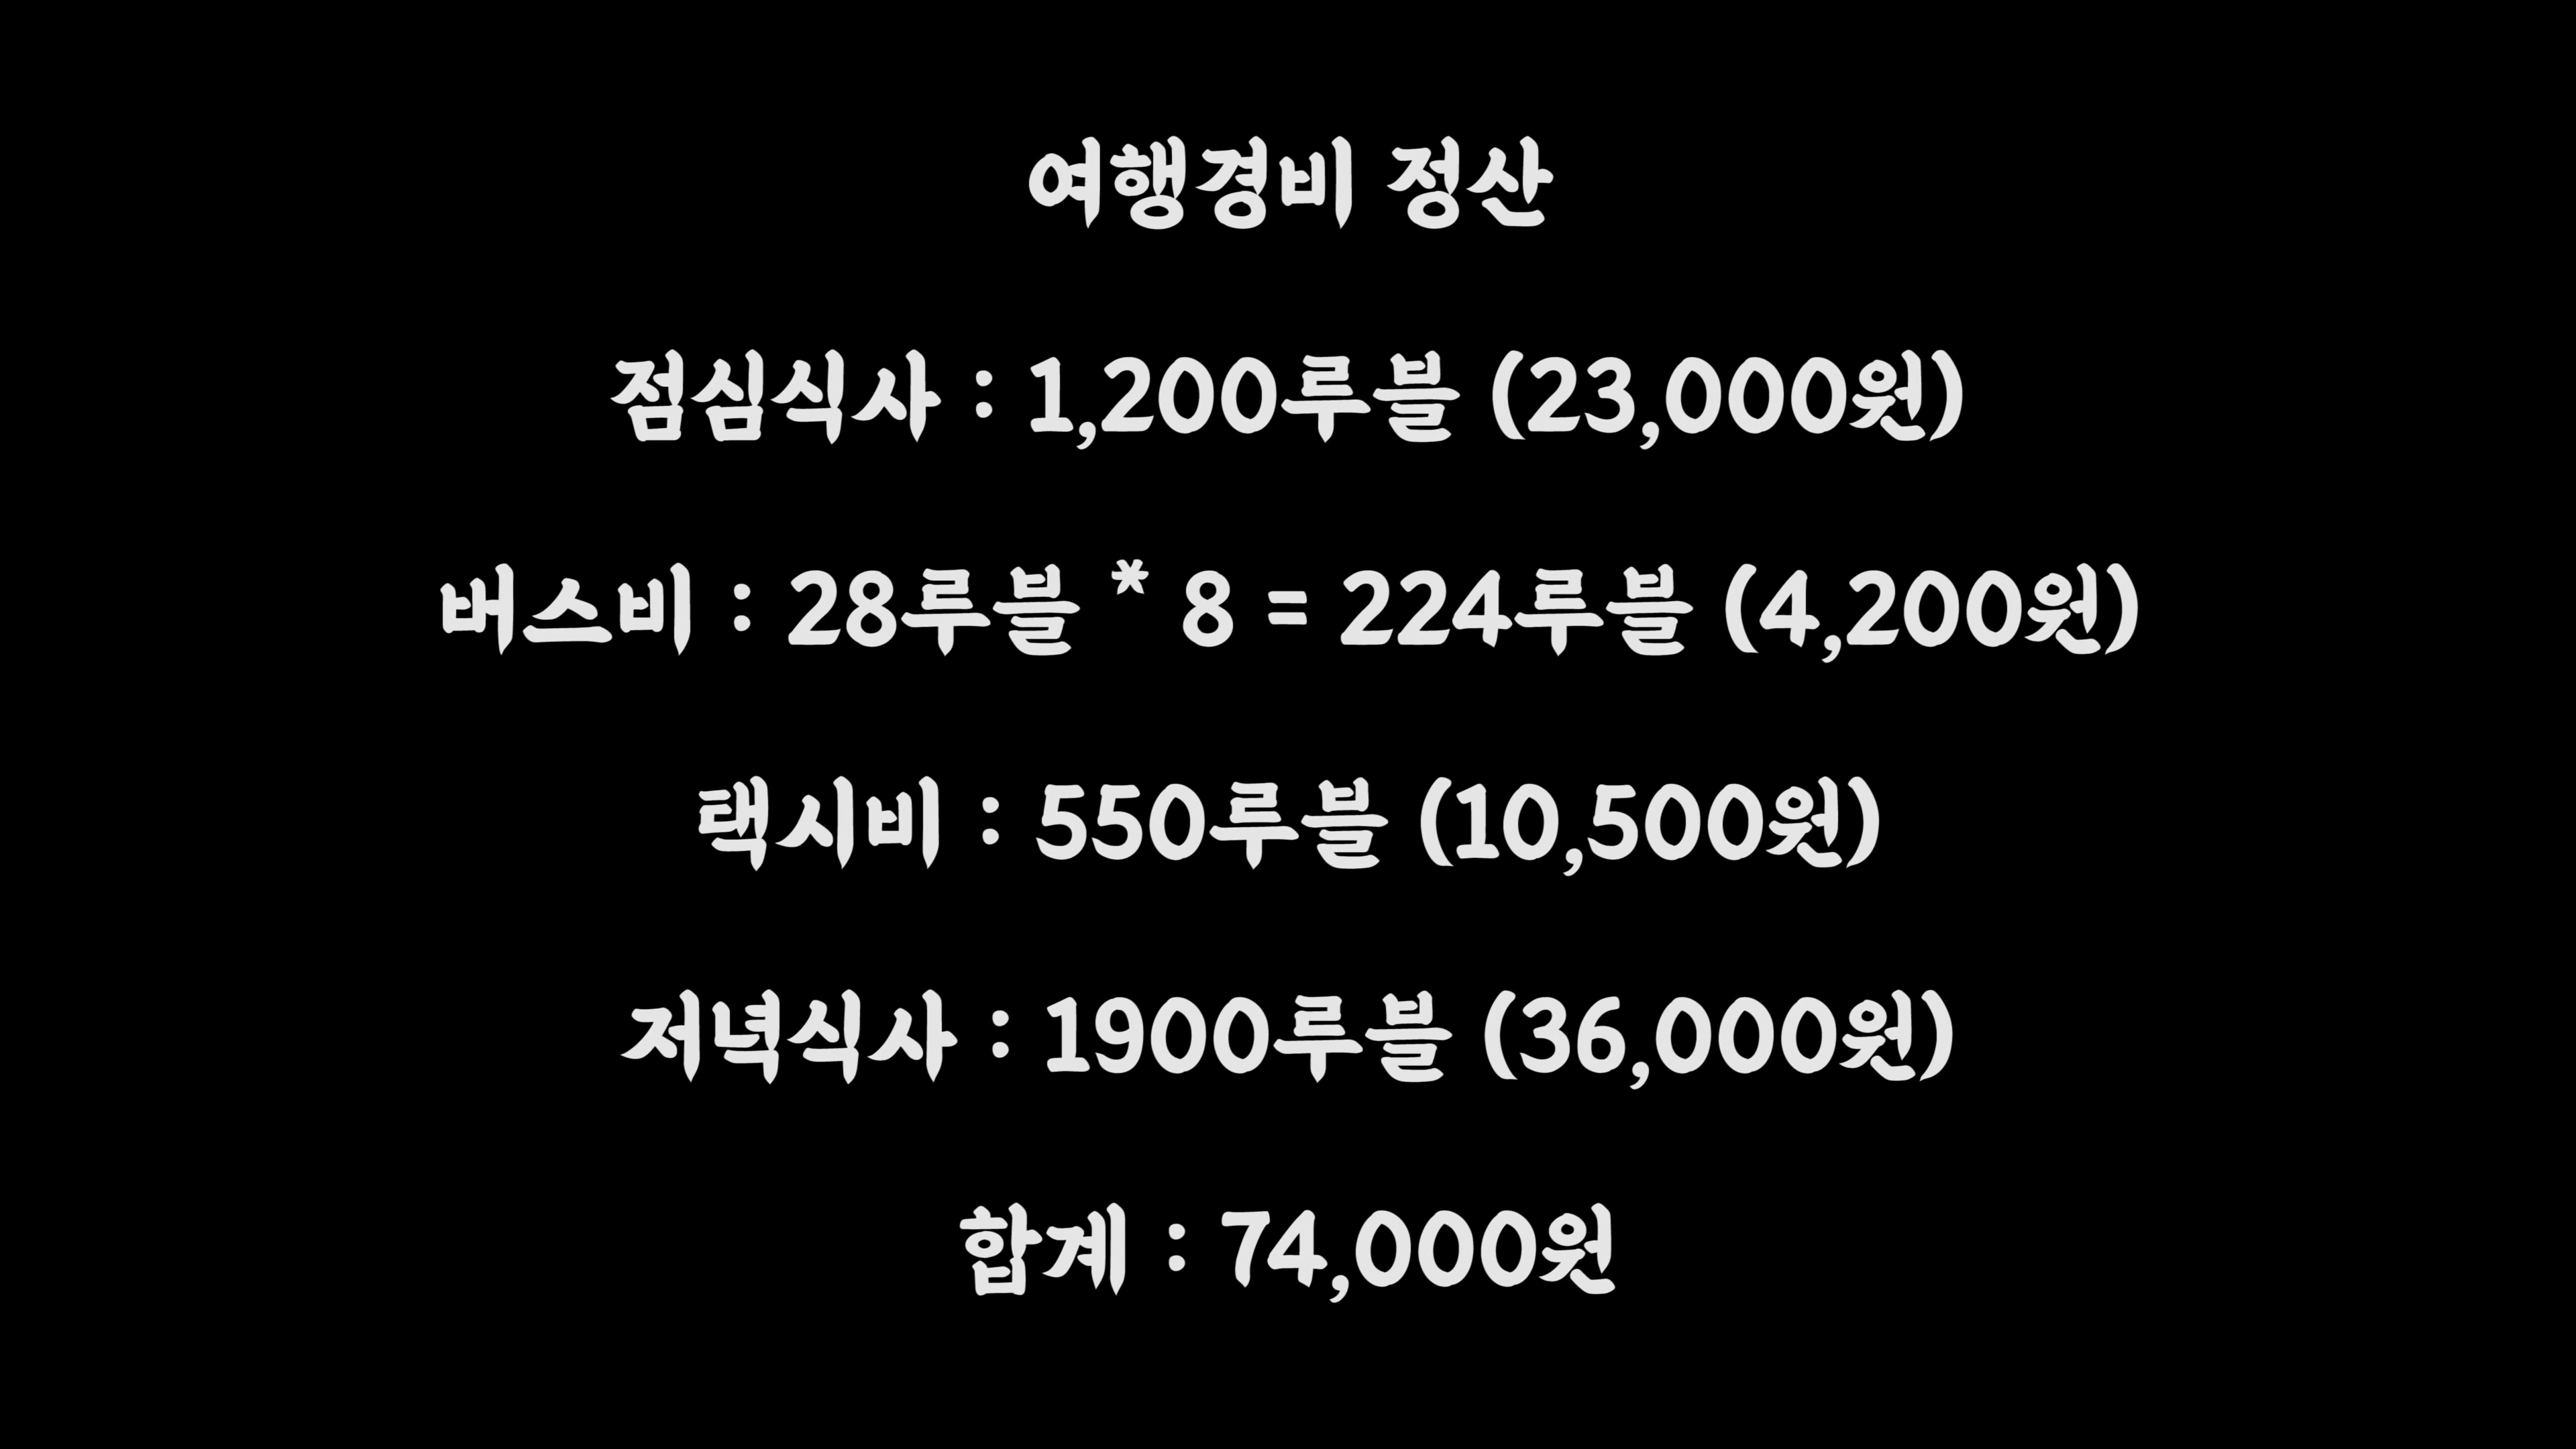 여행경비 정산
점심식사 : 1,200루블 (23,000원)
버스비 : 28루블 * 8 = 224루블 (4,200원)
택시비 : 550루블 (10,500원)
저녁식사 : 1900루블 (36,000원)
합계 : 74,000원